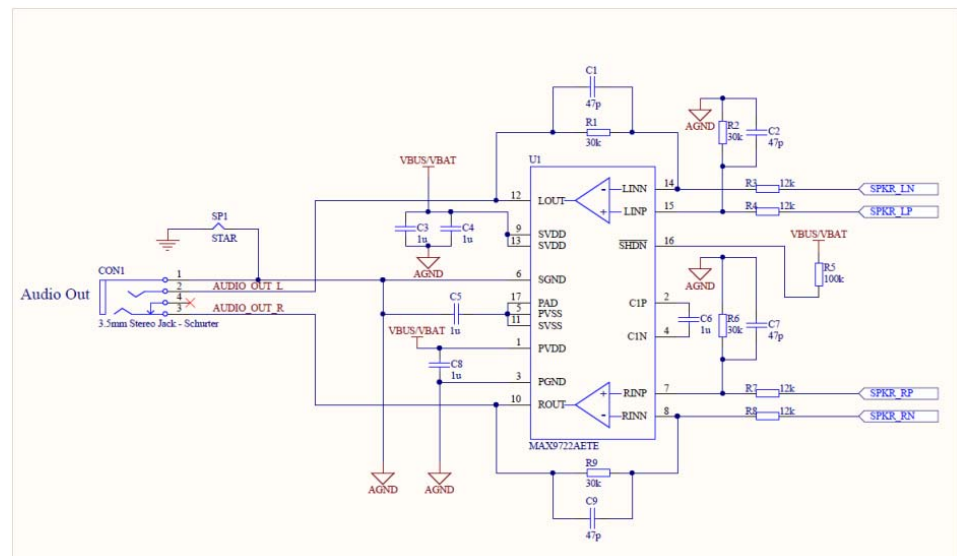 C1
47p
R1
30k
AGND
R2
30k
C2
47p
VBUS/VBAT
U1
12
LOUT
LINN
14
R3
12k
SPKR_LN
LINP
15
R4
12k
SPKR_LP
SP1
STAR
C3
1u
C4
1u
9
SVDD
13
SVDD
SHDN
16
VBUS/VBAT
R5
100k
AGND
CON1
Audio Out
1
2
4
3
AUDIO_OUT_L
AUDIO_OUT_R
3.5mm Stereo Jack - Schurter
6
SGND
C5
1u
17
PAD
5
PVSS
11
SVSS
C1P
2
C1N
4
C6
1u
AGND
R6
30k
C7
47p
VBUS/VBAT
1
PVDD
C8
1u
3
PGND
10
ROUT
RINP
7
R7
12k
SPKR_RP
RINN
8
R8
12k
SPKR_RN
MAX9722AETE
AGND
AGND
R9
30k
C9
47p